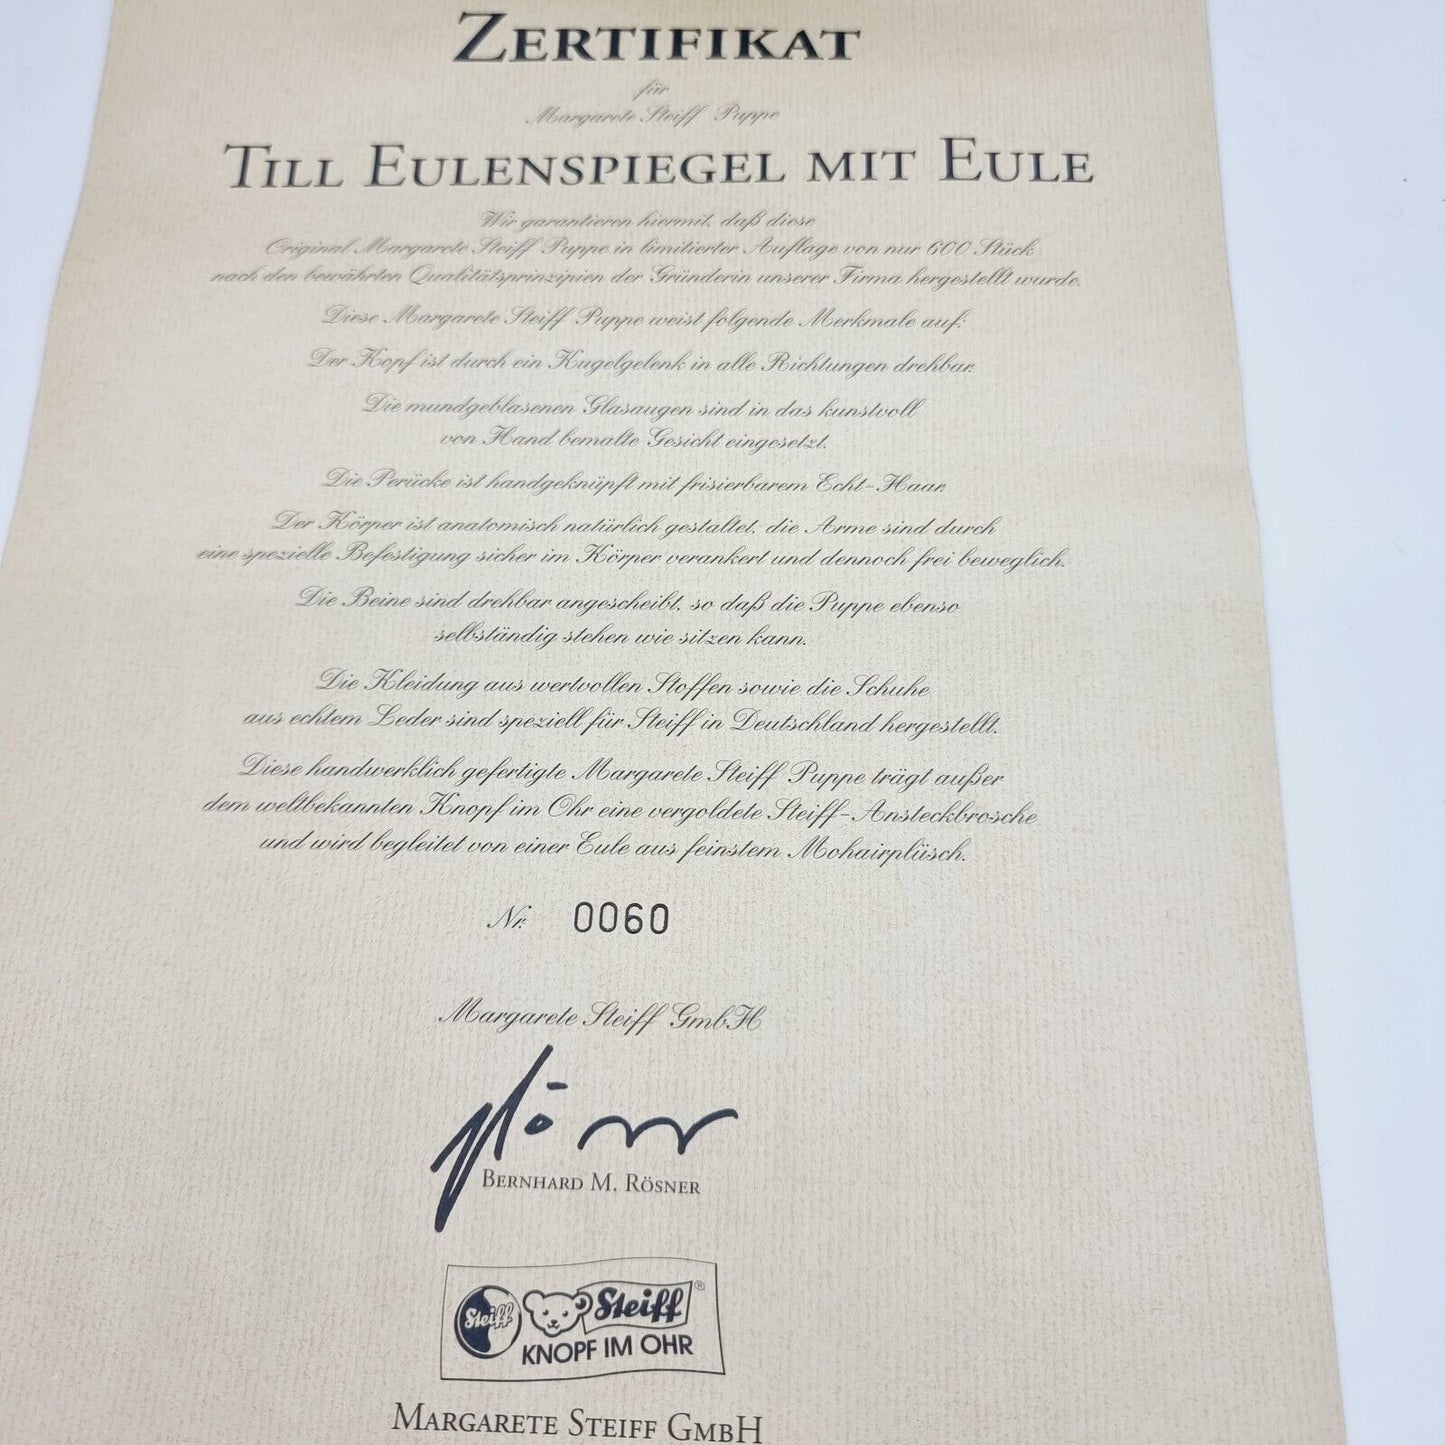 ZERTIFIKAT
für
Margarete Steiff Puppe
TILL EULENSPIEGEL MIT EULE
Wir garantieren hiermit, daß diese
Original Margarete Steiff Puppe in limitierter Auflage von nur 600 Stück
nach den bewährten Qualitätsprinzipien der Gründerin unserer Firma hergestellt wurde.
Diese Margarete Steiff Puppe weist folgende Merkmale auf:
Der Kopf ist durch ein Kugelgelenk in alle Richtungen drehbar.
Die mundgeblasenen Glasaugen sind in das kunstvoll
von Hand bemalte Gesicht eingesetzt.
Die Perücke ist handgeknüpft mit frisierbarem Echt-Haar.
Der Körper ist anatomisch natürlich gestaltet, die Arme sind durch
eine spezielle Befestigung sicher im Körper verankert und dennoch frei beweglich.
Die Beine sind drehbar angescheibt, so daß die Puppe ebenso
selbständig stehen wie sitzen kann.
Die Kleidung aus wertvollen Stoffen sowie die Schuhe
aus echtem Leder sind speziell für Steiff in Deutschland hergestellt.
Diese handwerklich gefertigte Margarete Steiff Puppe trägt außer
dem weltbekannten Knopf im Ohr eine vergoldete Steiff-Ansteckbrosche
und wird begleitet von einer Eule aus feinstem Mohairplüsch.
Nr. 0060
Margarete Steiff GmbH
BERNHARD M. RÖSNER
Steiff Steiff®
KNOPF IM OHR
MARGARETE STEIFF GMBH